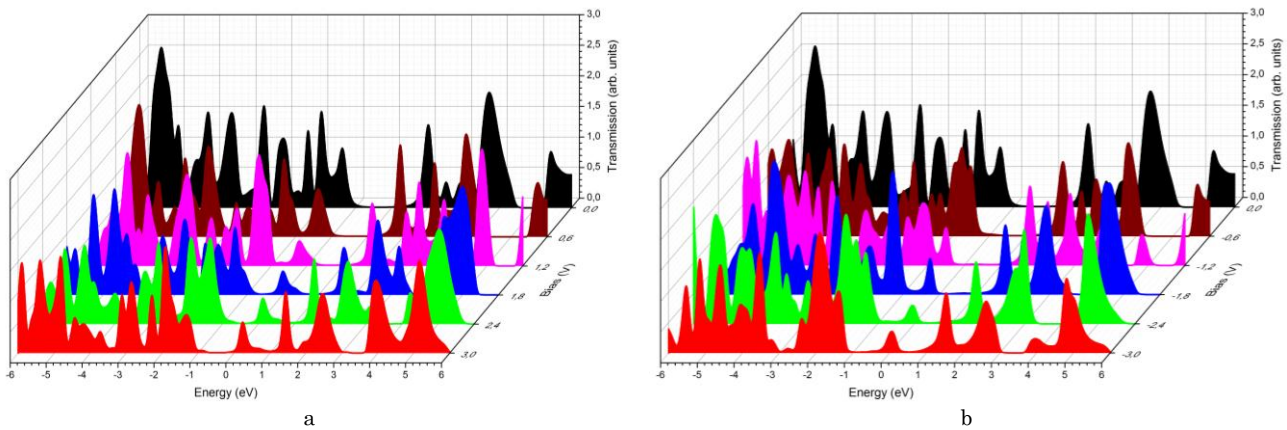 3,0
2,5
2,0
1,5
1,0
0,5
0,0
Transmission (arb. units)
0,0
0,6
1,2
1,8
2,4
3,0
Bias (V)
-6 -5 -4 -3 -2 -1 0 1 2 3 4 5 6
Energy (eV)
a
3,0
2,5
2,0
1,5
1,0
0,5
0,0
Transmission (arb. units)
0,0
-0,6
-1,2
-1,8
-2,4
-3,0
Bias (V)
-6 -5 -4 -3 -2 -1 0 1 2 3 4 5 6
Energy (eV)
b